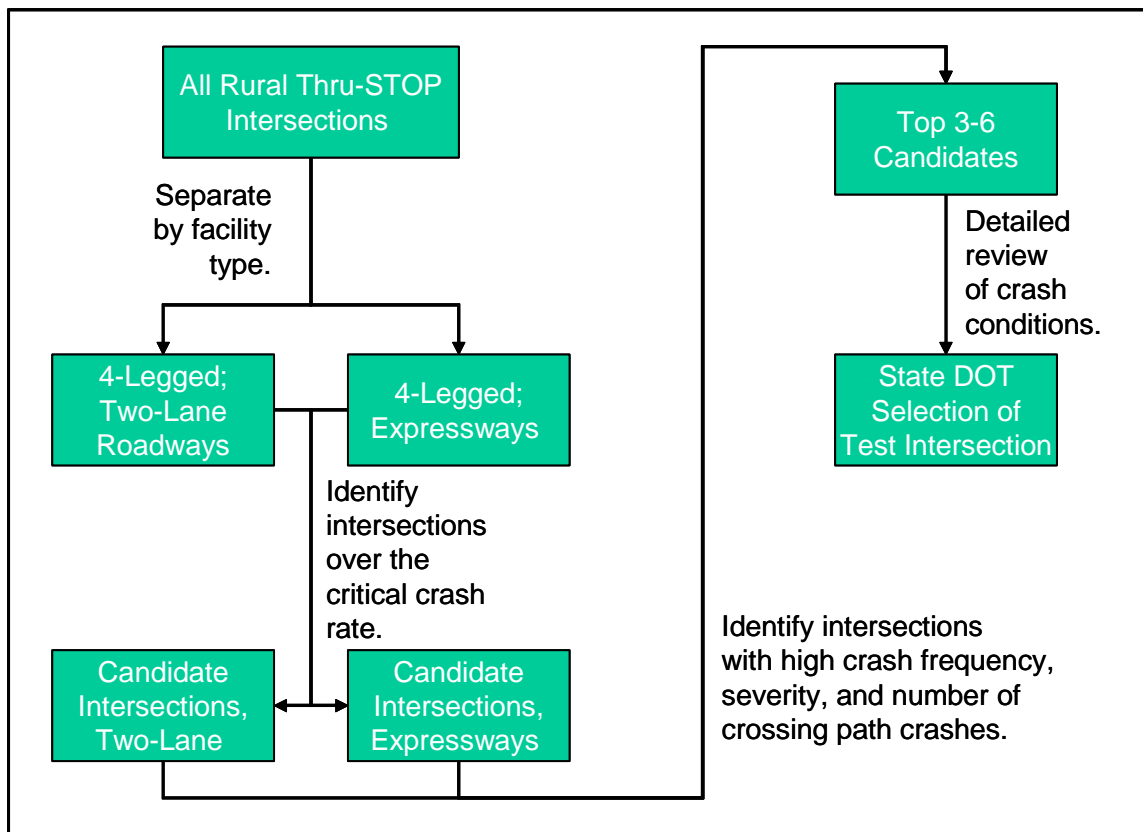 All Rural Thru-STOP
Intersections
Separate
by facility
type.
4-Legged;
Two-Lane
Roadways
4-Legged;
Expressways
Identify
intersections
over the
critical crash
rate.
Candidate
Intersections,
Two-Lane
Candidate
Intersections,
Expressways
Identify intersections
with high crash frequency,
severity, and number of
crossing path crashes.
Top 3-6
Candidates
Detailed
review
of crash
conditions.
State DOT
Selection of
Test Intersection